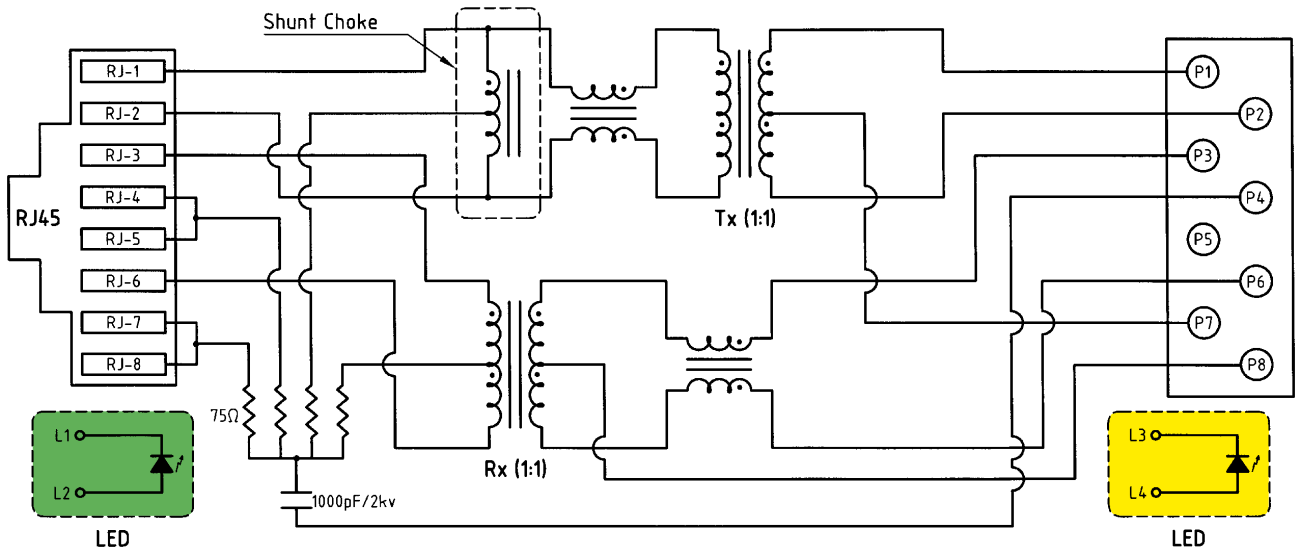 Shunt Choke
RJ45
RJ-1
RJ-2
RJ-3
RJ-4
RJ-5
RJ-6
RJ-7
RJ-8
Tx (1:1)
Rx (1:1)
P1
P2
P3
P4
P5
P6
P7
P8
75Ω
1000pF/2kv
L1
L2
LED
L3
L4
LED